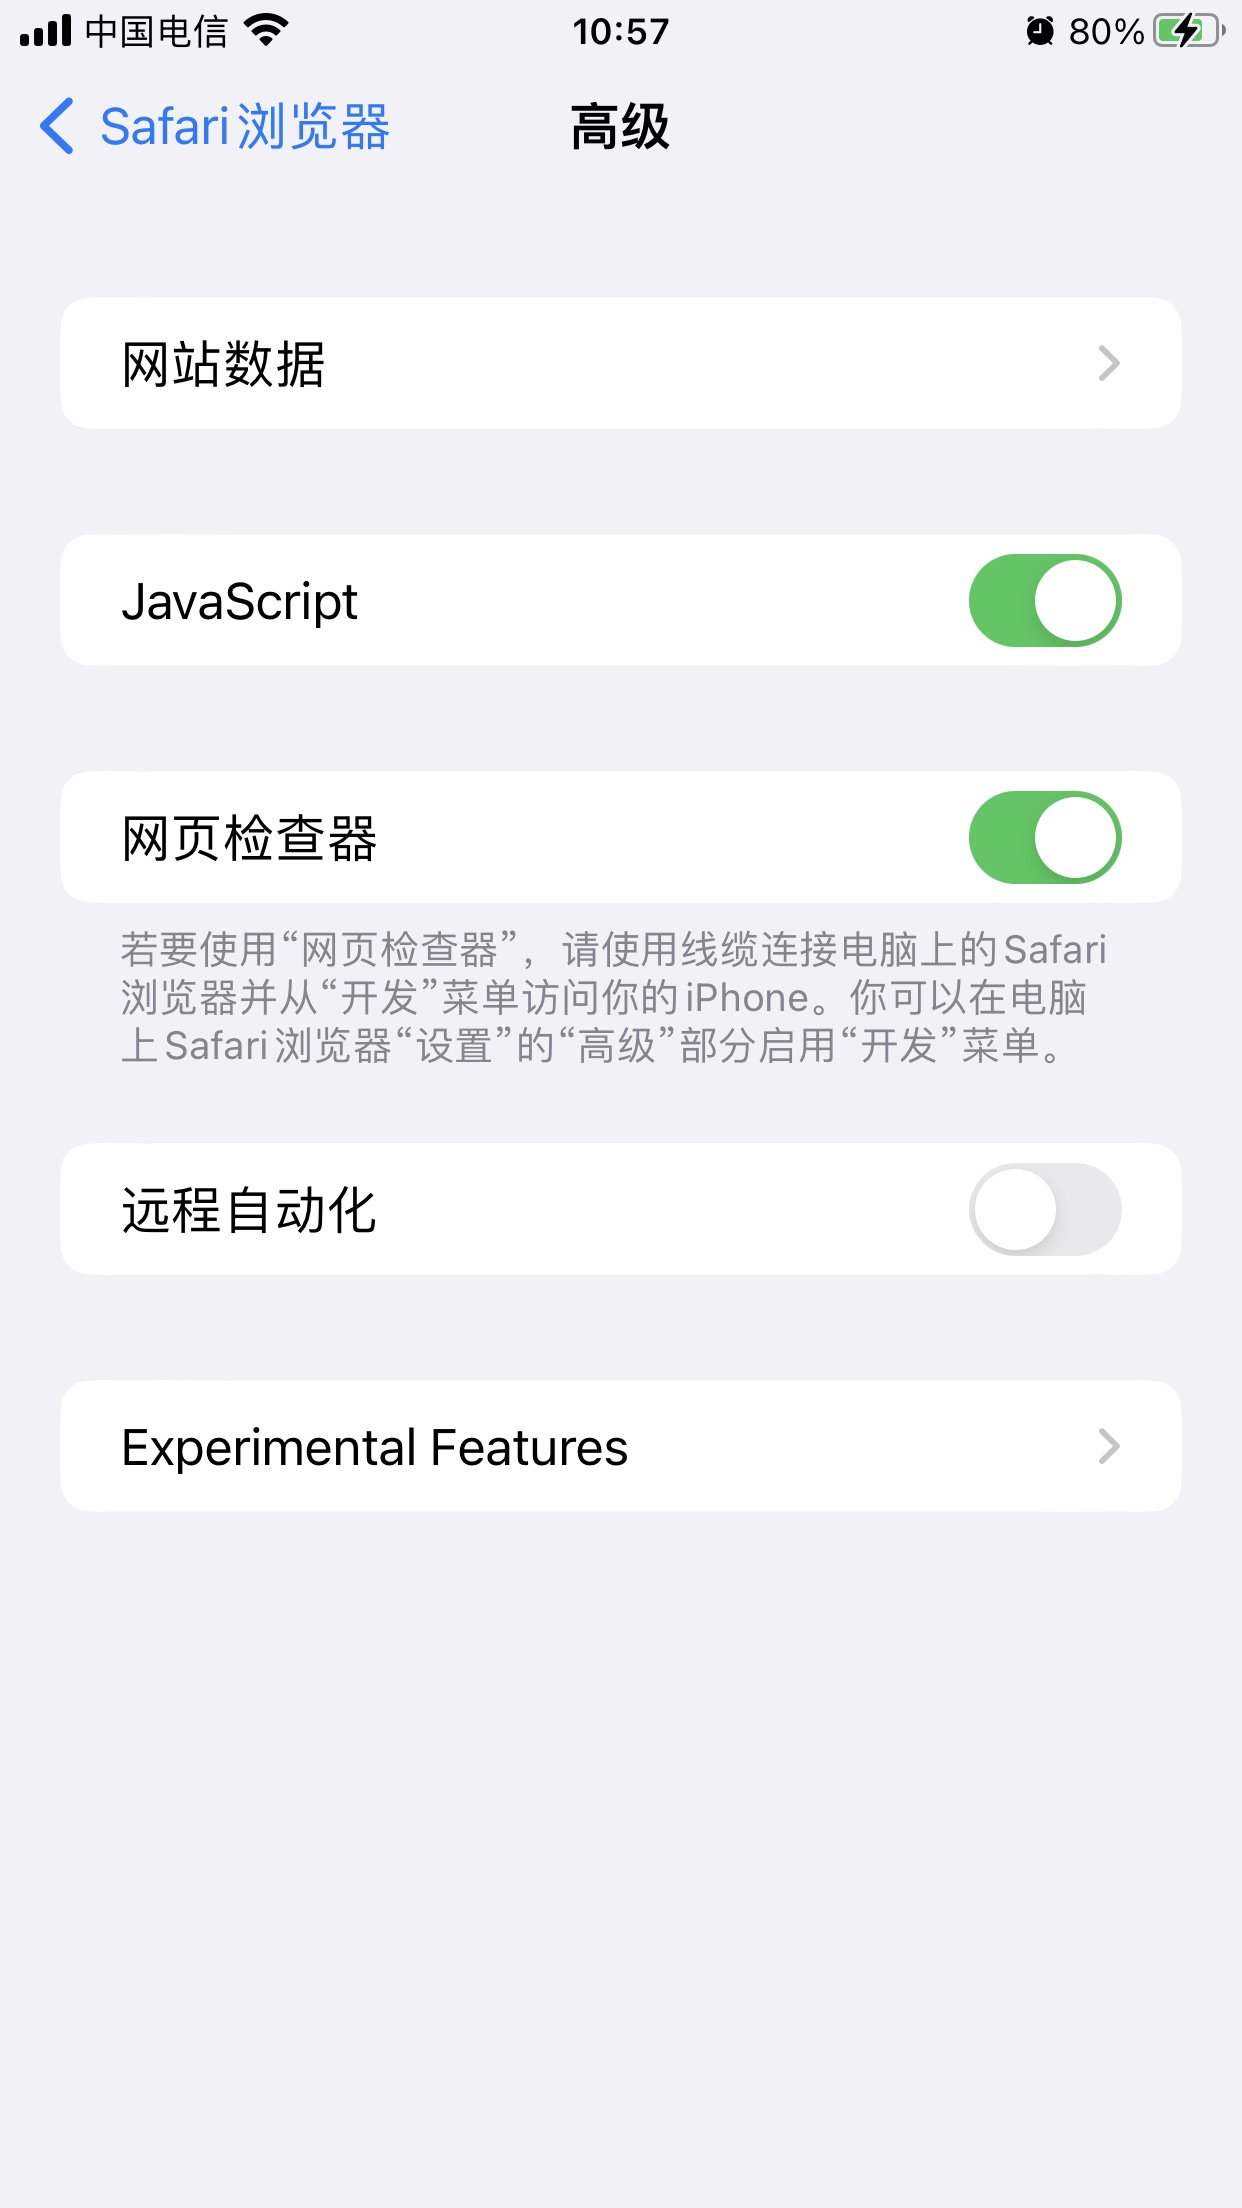 中国电信
10:57
80%
Safari浏览器
高级
网站数据
JavaScript
网页检查器
若要使用“网页检查器”，请使用线缆连接电脑上的Safari
浏览器并从“开发”菜单访问你的iPhone。你可以在电脑
上Safari浏览器“设置”的“高级”部分启用“开发”菜单。
远程自动化
Experimental Features